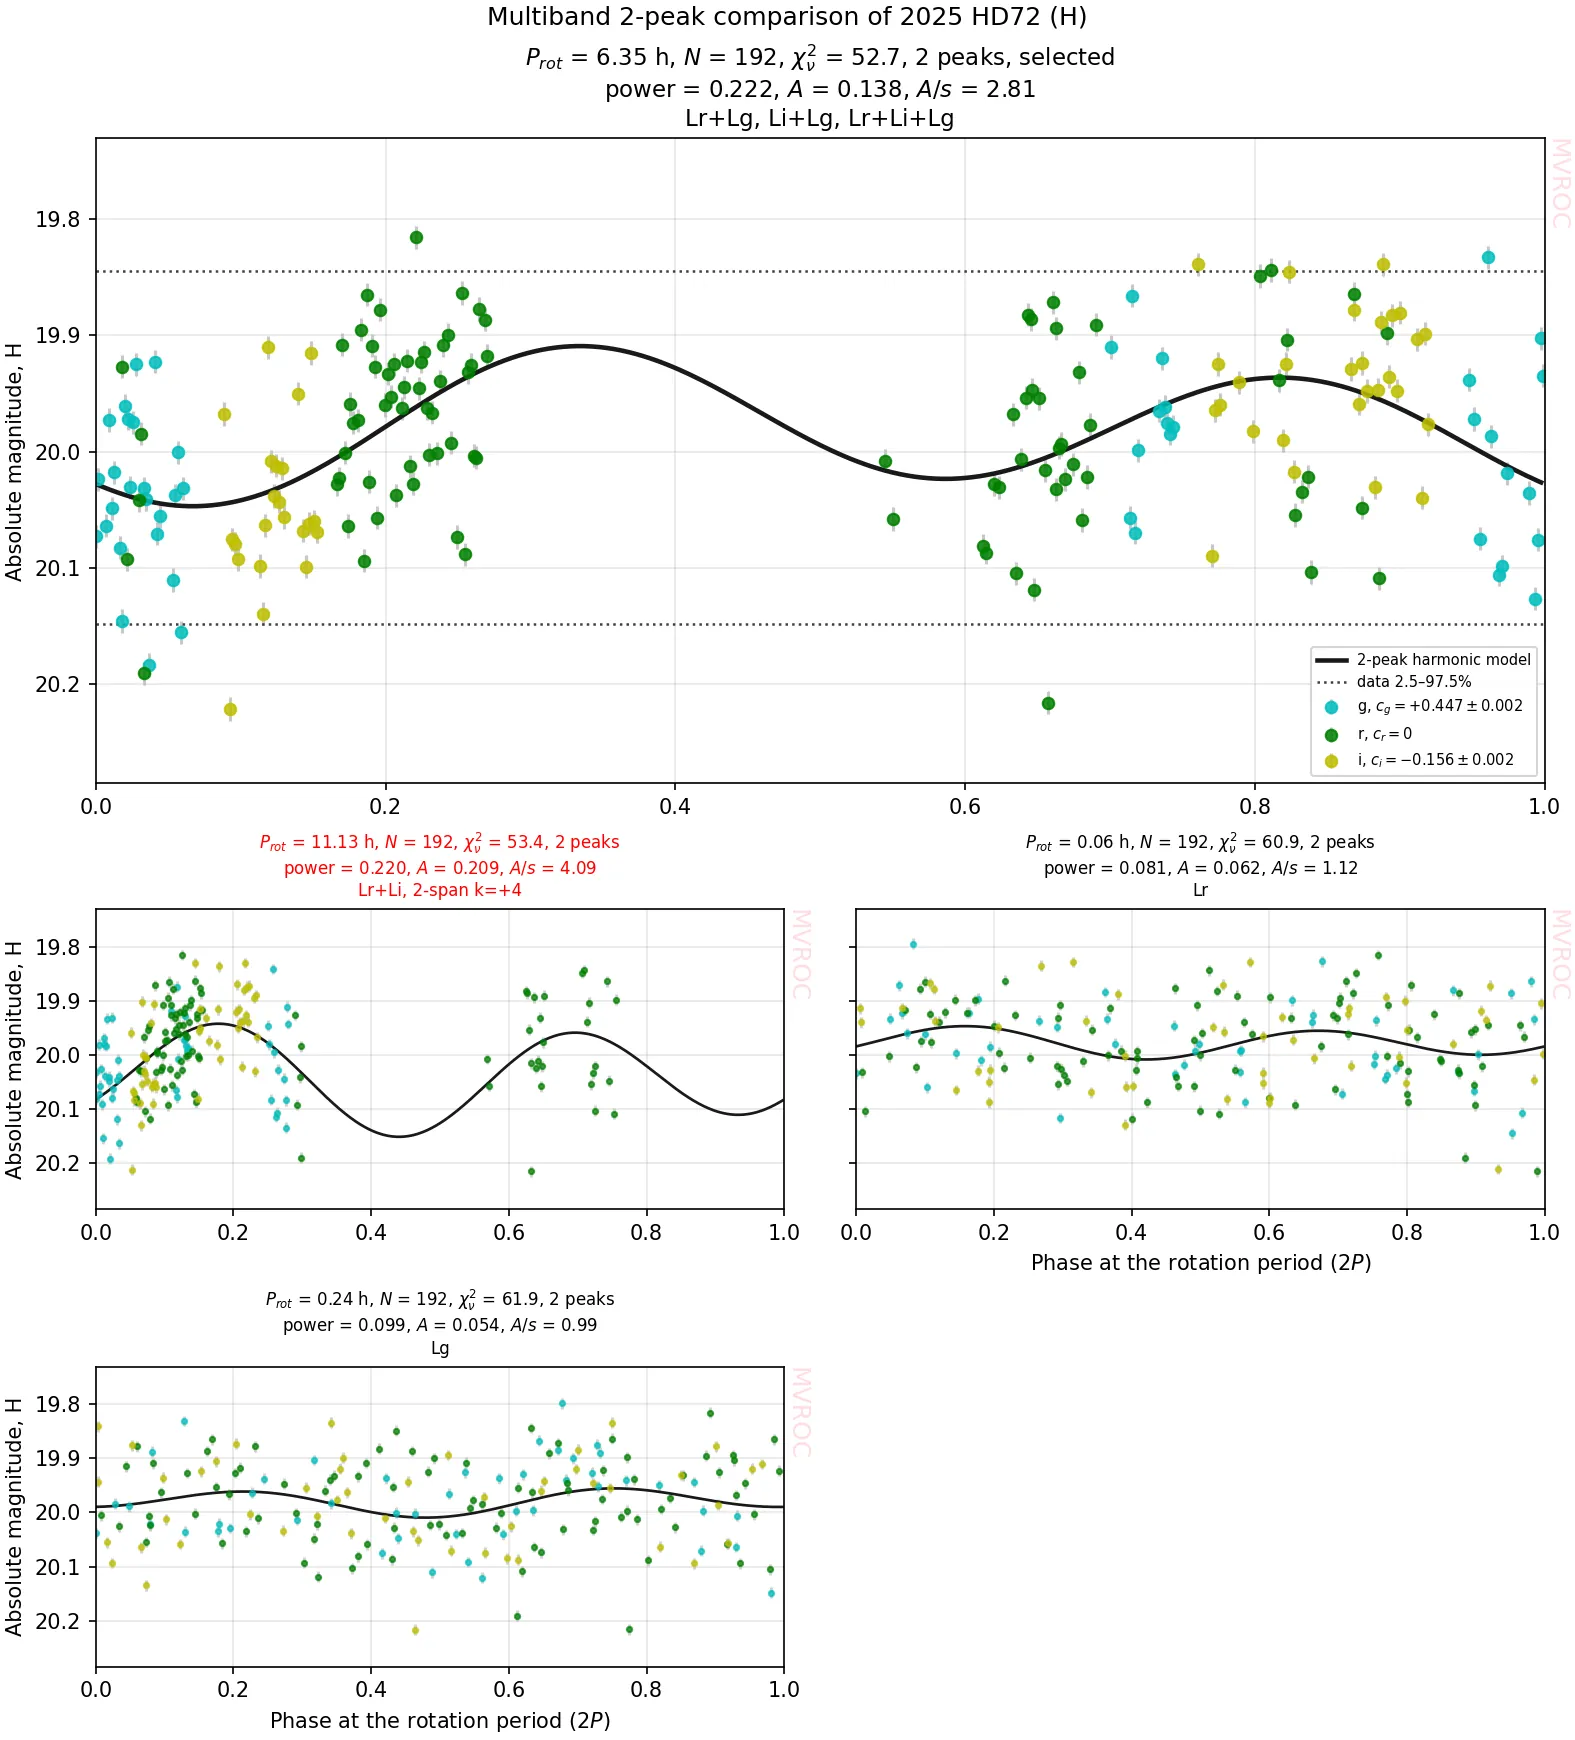 Multiband 2-peak comparison of 2025 HD72 (H)
P_rot = 6.35 h, N = 192, χ²_ν = 52.7, 2 peaks, selected
power = 0.222, A = 0.138, A/s = 2.81
Lr+Lg, Li+Lg, Lr+Li+Lg
MVROC
Absolute magnitude, H
19.8
19.9
20.0
20.1
20.2
2-peak harmonic model
data 2.5–97.5%
g, c_g = +0.447 ± 0.002
r, c_r = 0
i, c_i = −0.156 ± 0.002
0.0 0.2 0.4 0.6 0.8 1.0
P_rot = 11.13 h, N = 192, χ²_ν = 53.4, 2 peaks
power = 0.220, A = 0.209, A/s = 4.09
Lr+Li, 2-span k=+4
MVROC
Absolute magnitude, H
19.8
19.9
20.0
20.1
20.2
0.0 0.2 0.4 0.6 0.8 1.0
P_rot = 0.06 h, N = 192, χ²_ν = 60.9, 2 peaks
power = 0.081, A = 0.062, A/s = 1.12
Lr
MVROC
0.0 0.2 0.4 0.6 0.8 1.0
Phase at the rotation period (2P)
P_rot = 0.24 h, N = 192, χ²_ν = 61.9, 2 peaks
power = 0.099, A = 0.054, A/s = 0.99
Lg
MVROC
Absolute magnitude, H
19.8
19.9
20.0
20.1
20.2
0.0 0.2 0.4 0.6 0.8 1.0
Phase at the rotation period (2P)